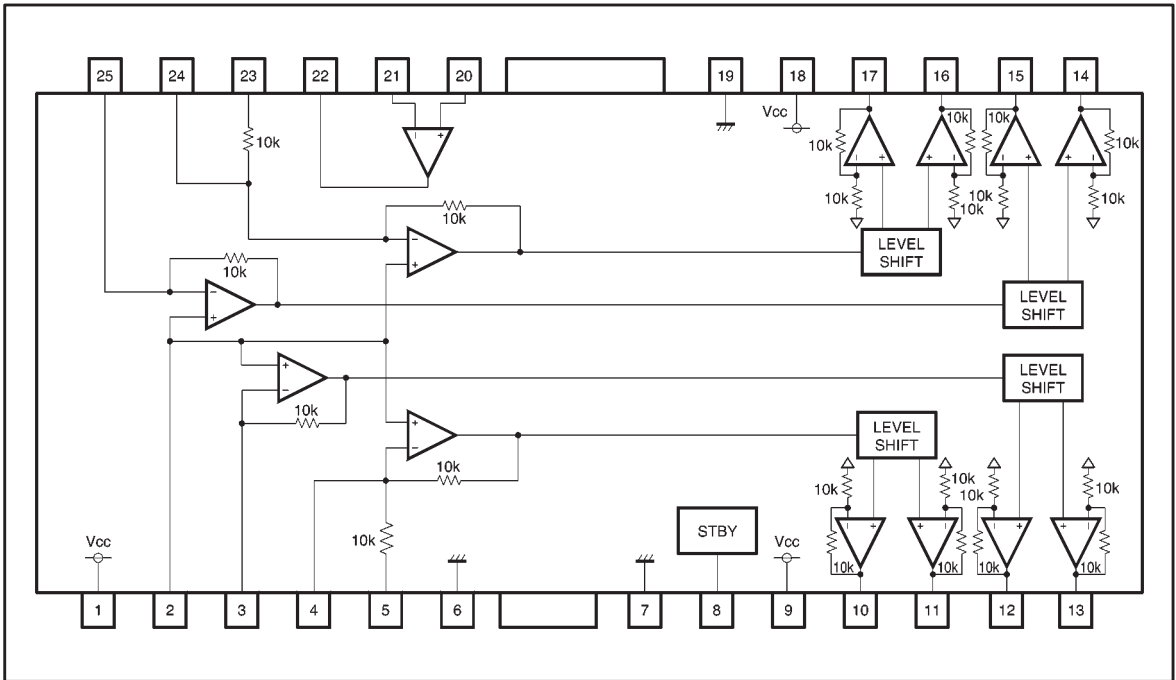 25
24
23
22
21
20
19
18
17
16
15
14
Vcc
10k
10k
10k
10k
10k
10k
10k
10k
10k
10k
LEVEL
SHIFT
10k
LEVEL
SHIFT
10k
LEVEL
SHIFT
10k
LEVEL
SHIFT
10k
10k
10k
10k
10k
10k
10k
STBY
Vcc
Vcc
10k
10k
10k
10k
1
2
3
4
5
6
7
8
9
10
11
12
13
- + - + + - - + + -
- +
- +
+ -
+ -
- + + - - + + -